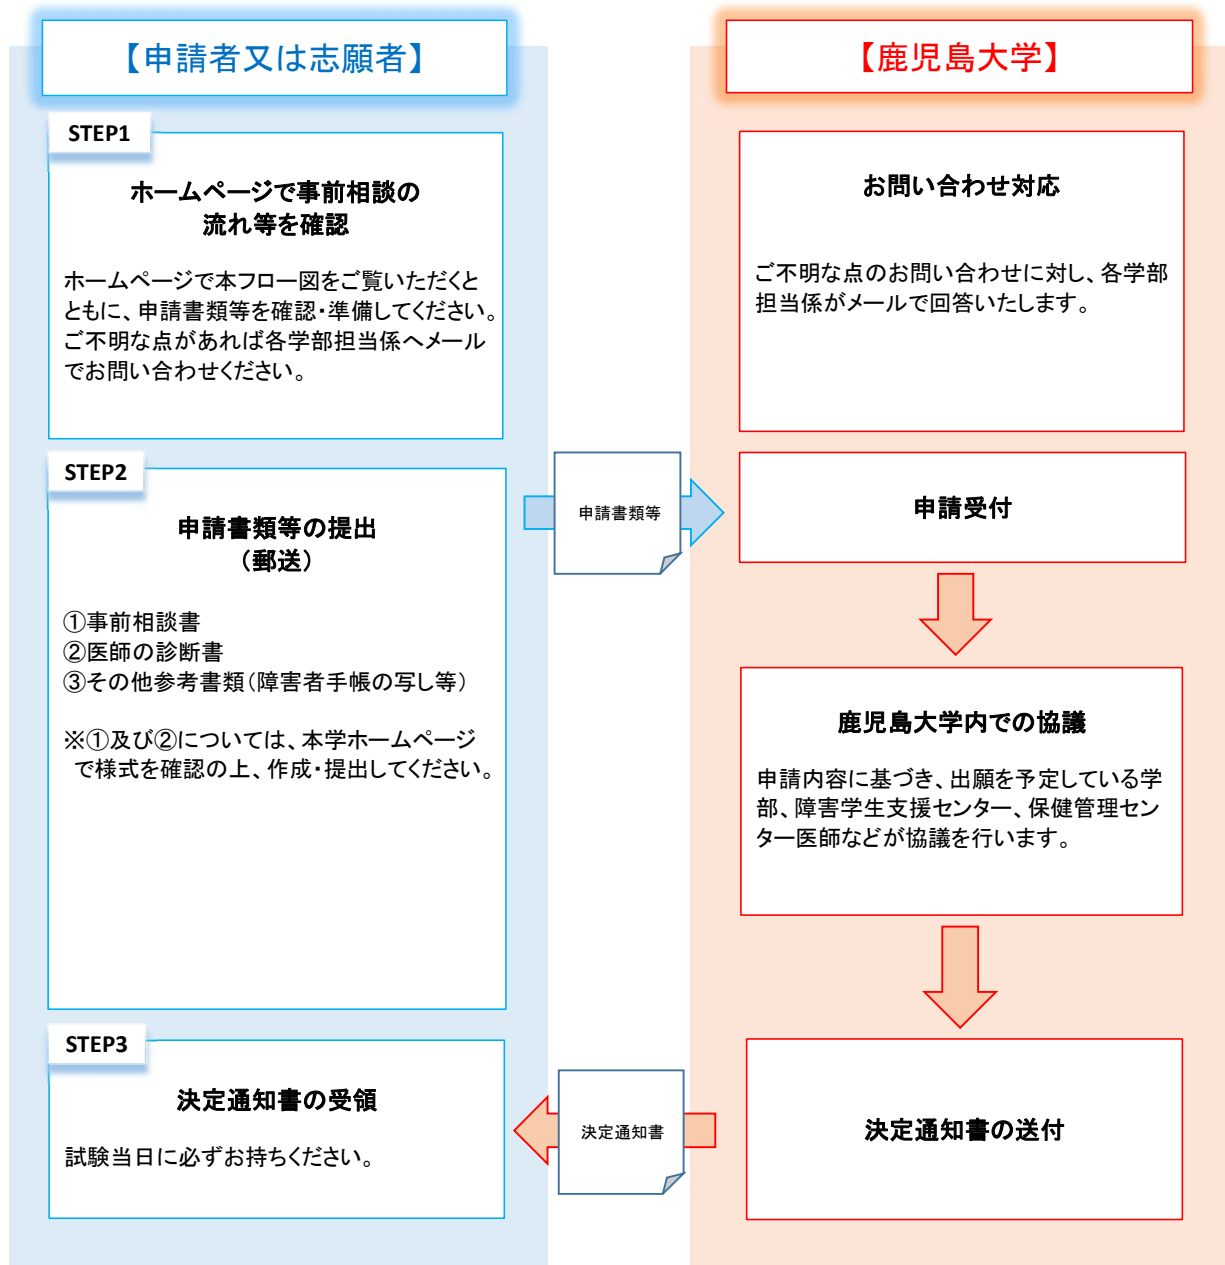 【申請者又は志願者】
STEP1
ホームページで事前相談の
流れ等を確認
ホームページで本フロー図をご覧いただくと
ともに、申請書類等を確認・準備してください。
ご不明な点があれば各学部担当係へメール
でお問い合わせください。
STEP2
申請書類等の提出
（郵送）
①事前相談書
②医師の診断書
③その他参考書類（障害者手帳の写し等）
※①及び②については、本学ホームページ
で様式を確認の上、作成・提出してください。
STEP3
決定通知書の受領
試験当日に必ずお持ちください。
申請書類等
決定通知書
【鹿児島大学】
お問い合わせ対応
ご不明な点のお問い合わせに対し、各学部
担当係がメールで回答いたします。
申請受付
鹿児島大学内での協議
申請内容に基づき、出願を予定している学
部、障害学生支援センター、保健管理セン
ター医師などが協議を行います。
決定通知書の送付